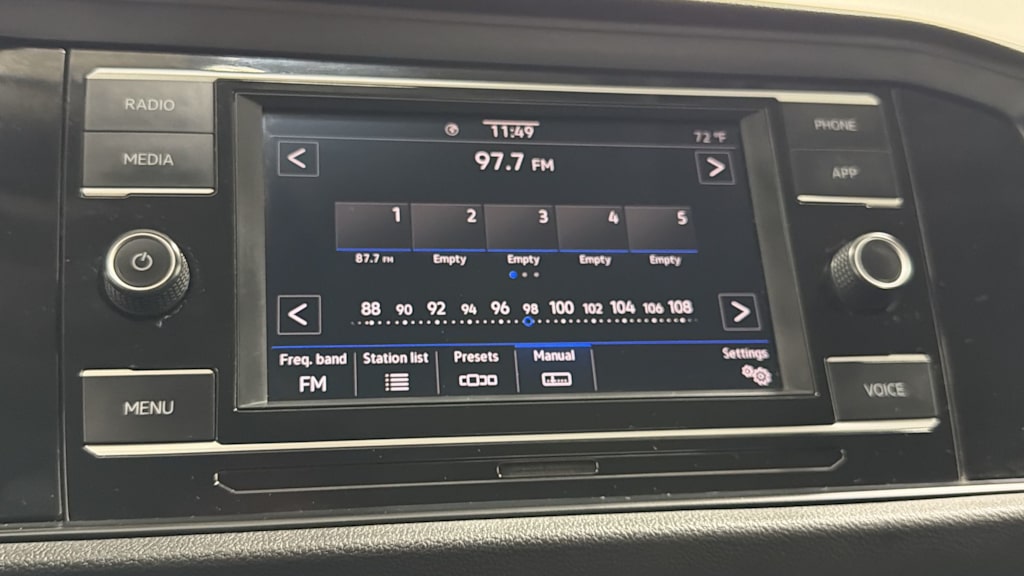 RADIO
MEDIA
MENU
11:49
72 °F
97.7 FM
1 2 3 4 5
87.7 FM Empty Empty Empty Empty
88 90 92 94 96 98 100 102 104 106 108
Freq. band Station list Presets Manual Settings
FM
PHONE
APP
VOICE